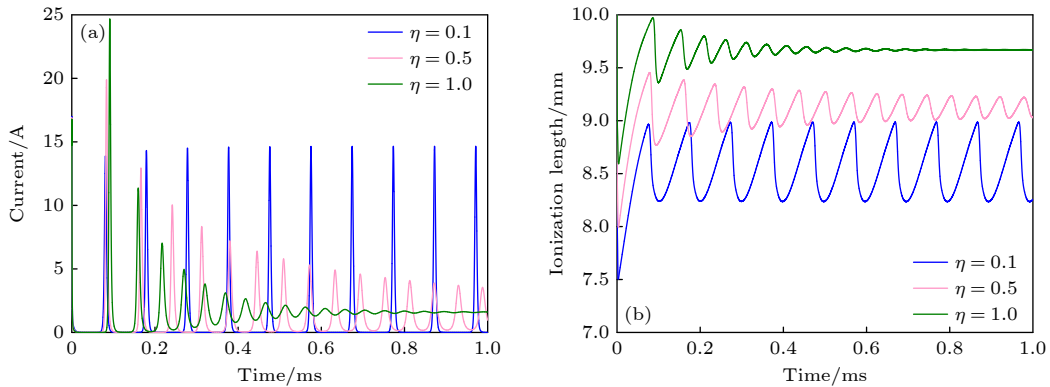 (a)
η = 0.1
η = 0.5
η = 1.0
25
20
15
10
5
0
Current/A
0
0.2
0.4
0.6
0.8
1.0
Time/ms
10.0
9.5
9.0
8.5
8.0
7.5
7.0
Ionization length/mm
(b)
η = 0.1
η = 0.5
η = 1.0
0
0.2
0.4
0.6
0.8
1.0
Time/ms